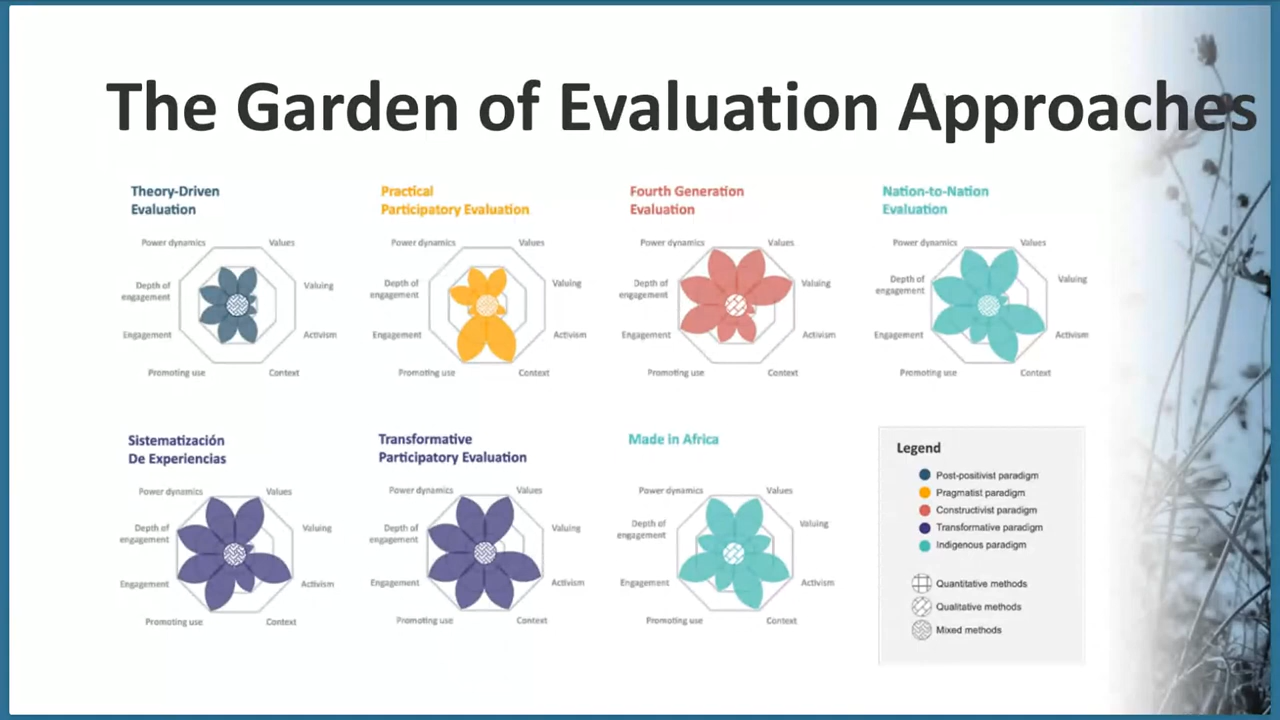 The Garden of Evaluation Approaches
Theory-Driven
Evaluation
Power dynamics
Values
Depth of
engagement
Valuing
Engagement
Activism
Promoting use
Context
Practical
Participatory Evaluation
Power dynamics
Values
Depth of
engagement
Valuing
Engagement
Activism
Promoting use
Context
Fourth Generation
Evaluation
Power dynamics
Values
Depth of
engagement
Valuing
Engagement
Activism
Promoting use
Context
Nation-to-Nation
Evaluation
Power dynamics
Values
Depth of
engagement
Valuing
Engagement
Activism
Promoting use
Context
Sistematización
De Experiencias
Power dynamics
Values
Depth of
engagement
Valuing
Engagement
Activism
Promoting use
Context
Transformative
Participatory Evaluation
Power dynamics
Values
Depth of
engagement
Valuing
Engagement
Activism
Promoting use
Context
Made in Africa
Power dynamics
Values
Depth of
engagement
Valuing
Engagement
Activism
Promoting use
Context
Legend
Post-positivist paradigm
Pragmatist paradigm
Constructivist paradigm
Transformative paradigm
Indigenous paradigm
Quantitative methods
Qualitative methods
Mixed methods